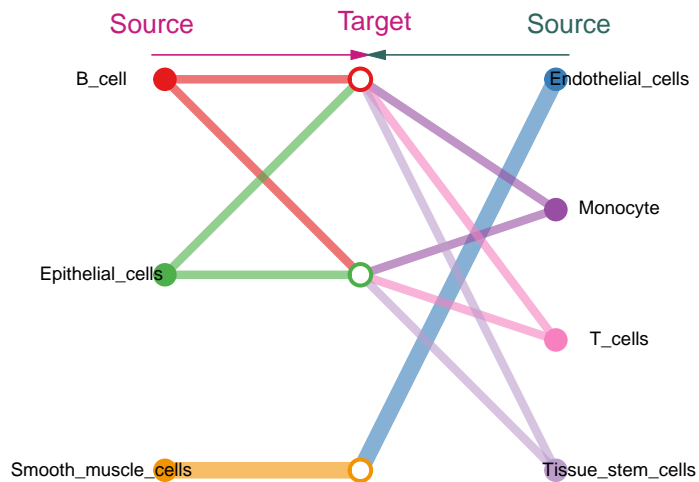 Source Target Source
B_cell Endothelial_cells
Monocyte
Epithelial_cells
T_cells
Smooth_muscle_cells Tissue_stem_cells